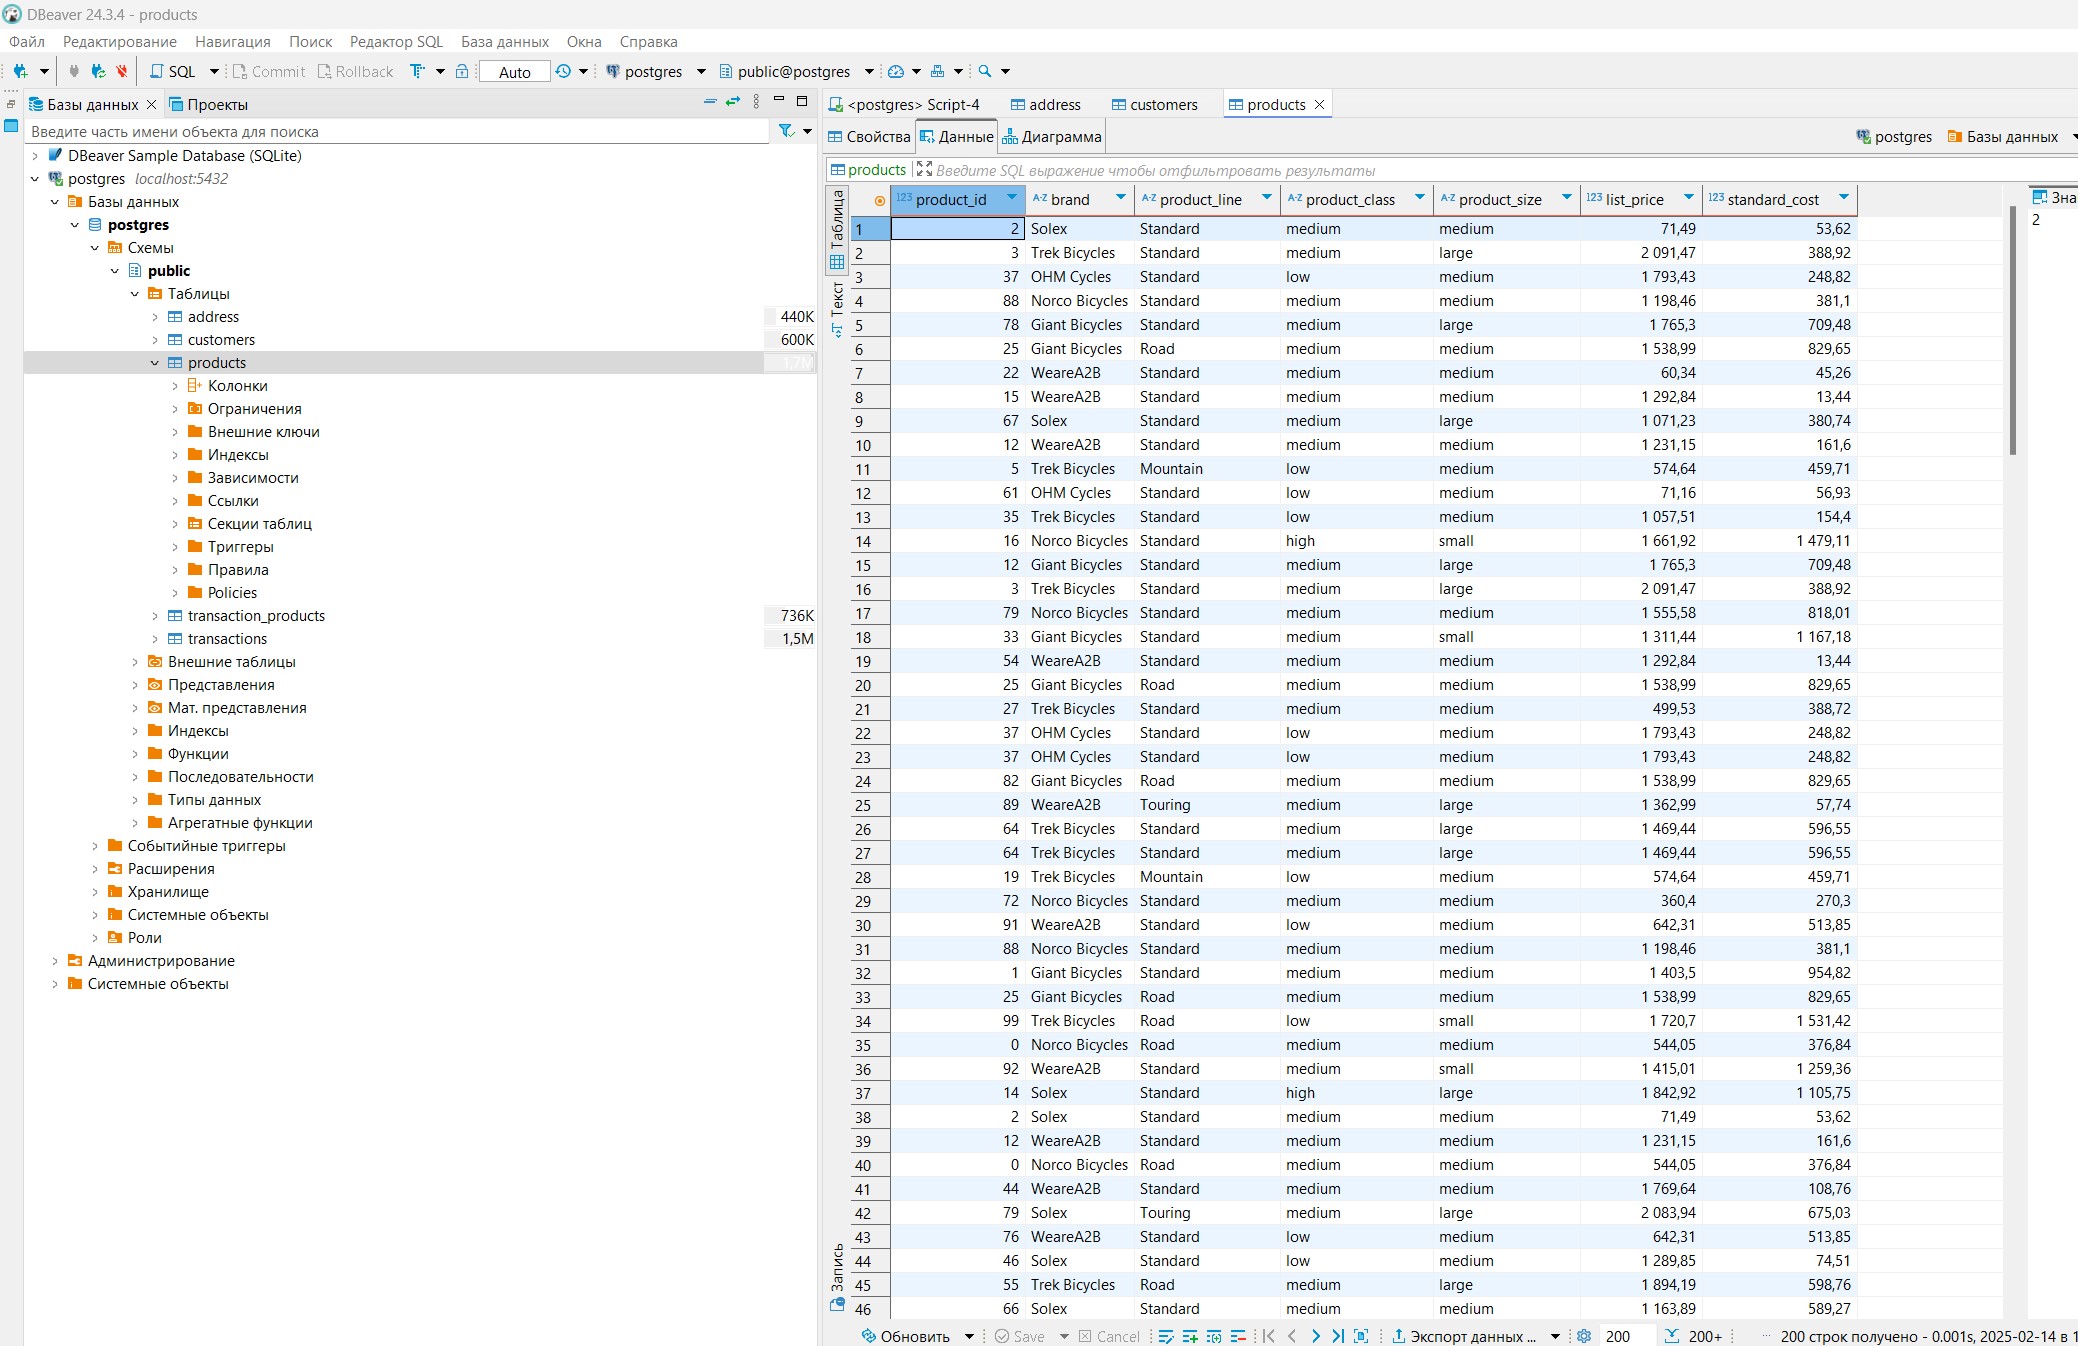 DBeaver 24.3.4 - products
Файл Редактирование Навигация Поиск Редактор SQL База данных Окна Справка
SQL Commit Rollback Auto postgres public@postgres
Базы данных Проекты
Введите часть имени объекта для поиска
DBeaver Sample Database (SQLite)
postgres localhost:5432
Базы данных
postgres
Схемы
public
Таблицы
address 440K
customers 600K
products 1,7M
Колонки
Ограничения
Внешние ключи
Индексы
Зависимости
Ссылки
Секции таблиц
Триггеры
Правила
Policies
transaction_products 736K
transactions 1,5M
Внешние таблицы
Представления
Мат. представления
Индексы
Функции
Последовательности
Типы данных
Агрегатные функции
Событийные триггеры
Расширения
Хранилище
Системные объекты
Роли
Администрирование
Системные объекты
<postgres> Script-4 address customers products
Свойства Данные Диаграмма postgres Базы данных
products Введите SQL выражение чтобы отфильтровать результаты
Таблица
Текст
Запись
123 product_id A-Z brand A-Z product_line A-Z product_class A-Z product_size 123 list_price 123 standard_cost
1 2 Solex Standard medium medium 71,49 53,62
2 3 Trek Bicycles Standard medium large 2 091,47 388,92
3 37 OHM Cycles Standard low medium 1 793,43 248,82
4 88 Norco Bicycles Standard medium medium 1 198,46 381,1
5 78 Giant Bicycles Standard medium large 1 765,3 709,48
6 25 Giant Bicycles Road medium medium 1 538,99 829,65
7 22 WeareA2B Standard medium medium 60,34 45,26
8 15 WeareA2B Standard medium medium 1 292,84 13,44
9 67 Solex Standard medium large 1 071,23 380,74
10 12 WeareA2B Standard medium medium 1 231,15 161,6
11 5 Trek Bicycles Mountain low medium 574,64 459,71
12 61 OHM Cycles Standard low medium 71,16 56,93
13 35 Trek Bicycles Standard low medium 1 057,51 154,4
14 16 Norco Bicycles Standard high small 1 661,92 1 479,11
15 12 Giant Bicycles Standard medium large 1 765,3 709,48
16 3 Trek Bicycles Standard medium large 2 091,47 388,92
17 79 Norco Bicycles Standard medium medium 1 555,58 818,01
18 33 Giant Bicycles Standard medium small 1 311,44 1 167,18
19 54 WeareA2B Standard medium medium 1 292,84 13,44
20 25 Giant Bicycles Road medium medium 1 538,99 829,65
21 27 Trek Bicycles Standard medium medium 499,53 388,72
22 37 OHM Cycles Standard low medium 1 793,43 248,82
23 37 OHM Cycles Standard low medium 1 793,43 248,82
24 82 Giant Bicycles Road medium medium 1 538,99 829,65
25 89 WeareA2B Touring medium large 1 362,99 57,74
26 64 Trek Bicycles Standard medium large 1 469,44 596,55
27 64 Trek Bicycles Standard medium large 1 469,44 596,55
28 19 Trek Bicycles Mountain low medium 574,64 459,71
29 72 Norco Bicycles Standard medium medium 360,4 270,3
30 91 WeareA2B Standard low medium 642,31 513,85
31 88 Norco Bicycles Standard medium medium 1 198,46 381,1
32 1 Giant Bicycles Standard medium medium 1 403,5 954,82
33 25 Giant Bicycles Road medium medium 1 538,99 829,65
34 99 Trek Bicycles Road low small 1 720,7 1 531,42
35 0 Norco Bicycles Road medium medium 544,05 376,84
36 92 WeareA2B Standard medium small 1 415,01 1 259,36
37 14 Solex Standard high large 1 842,92 1 105,75
38 2 Solex Standard medium medium 71,49 53,62
39 12 WeareA2B Standard medium medium 1 231,15 161,6
40 0 Norco Bicycles Road medium medium 544,05 376,84
41 44 WeareA2B Standard medium medium 1 769,64 108,76
42 79 Solex Touring medium large 2 083,94 675,03
43 76 WeareA2B Standard low medium 642,31 513,85
44 46 Solex Standard low medium 1 289,85 74,51
45 55 Trek Bicycles Road medium large 1 894,19 598,76
46 66 Solex Standard medium medium 1 163,89 589,27
Зна
2
Обновить Save Cancel Экспорт данных ... 200 200+ 200 строк получено - 0.001s, 2025-02-14 в 1